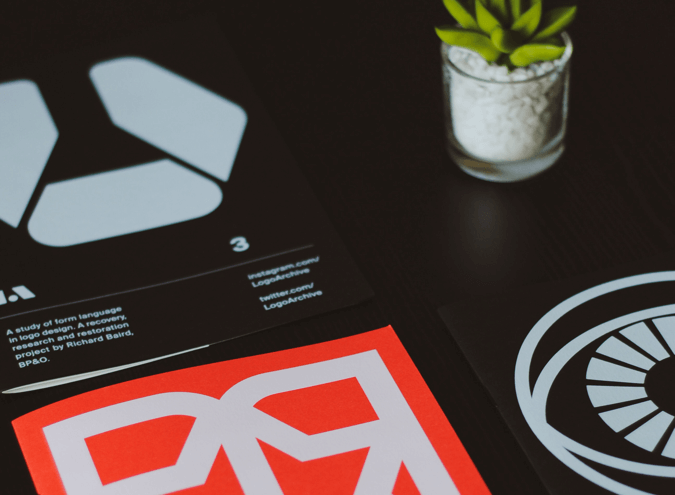 3
A study of form language
in logo design. A recovery,
research and restoration
project by Richard Baird,
BP&O.
instagram.com/
LogoArchive
twitter.com/
LogoArchive